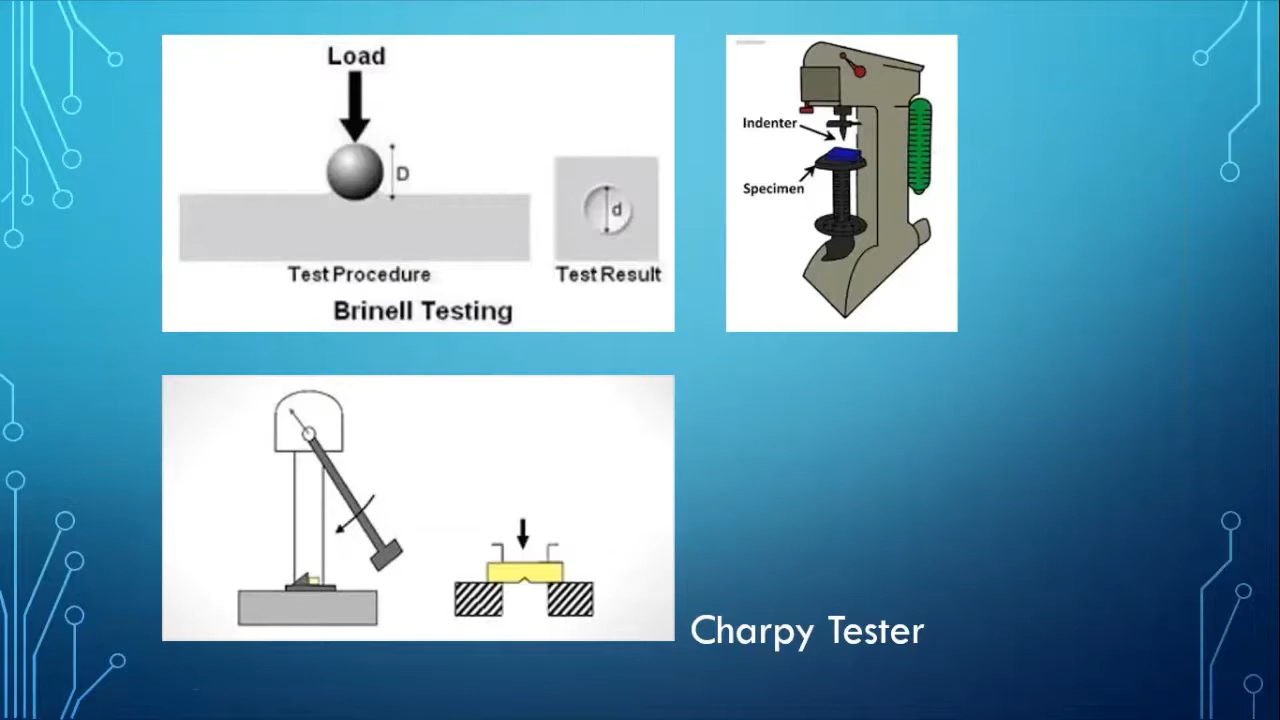 Load
D
d
Test Procedure
Test Result
Brinell Testing
Indenter
Specimen
Charpy Tester